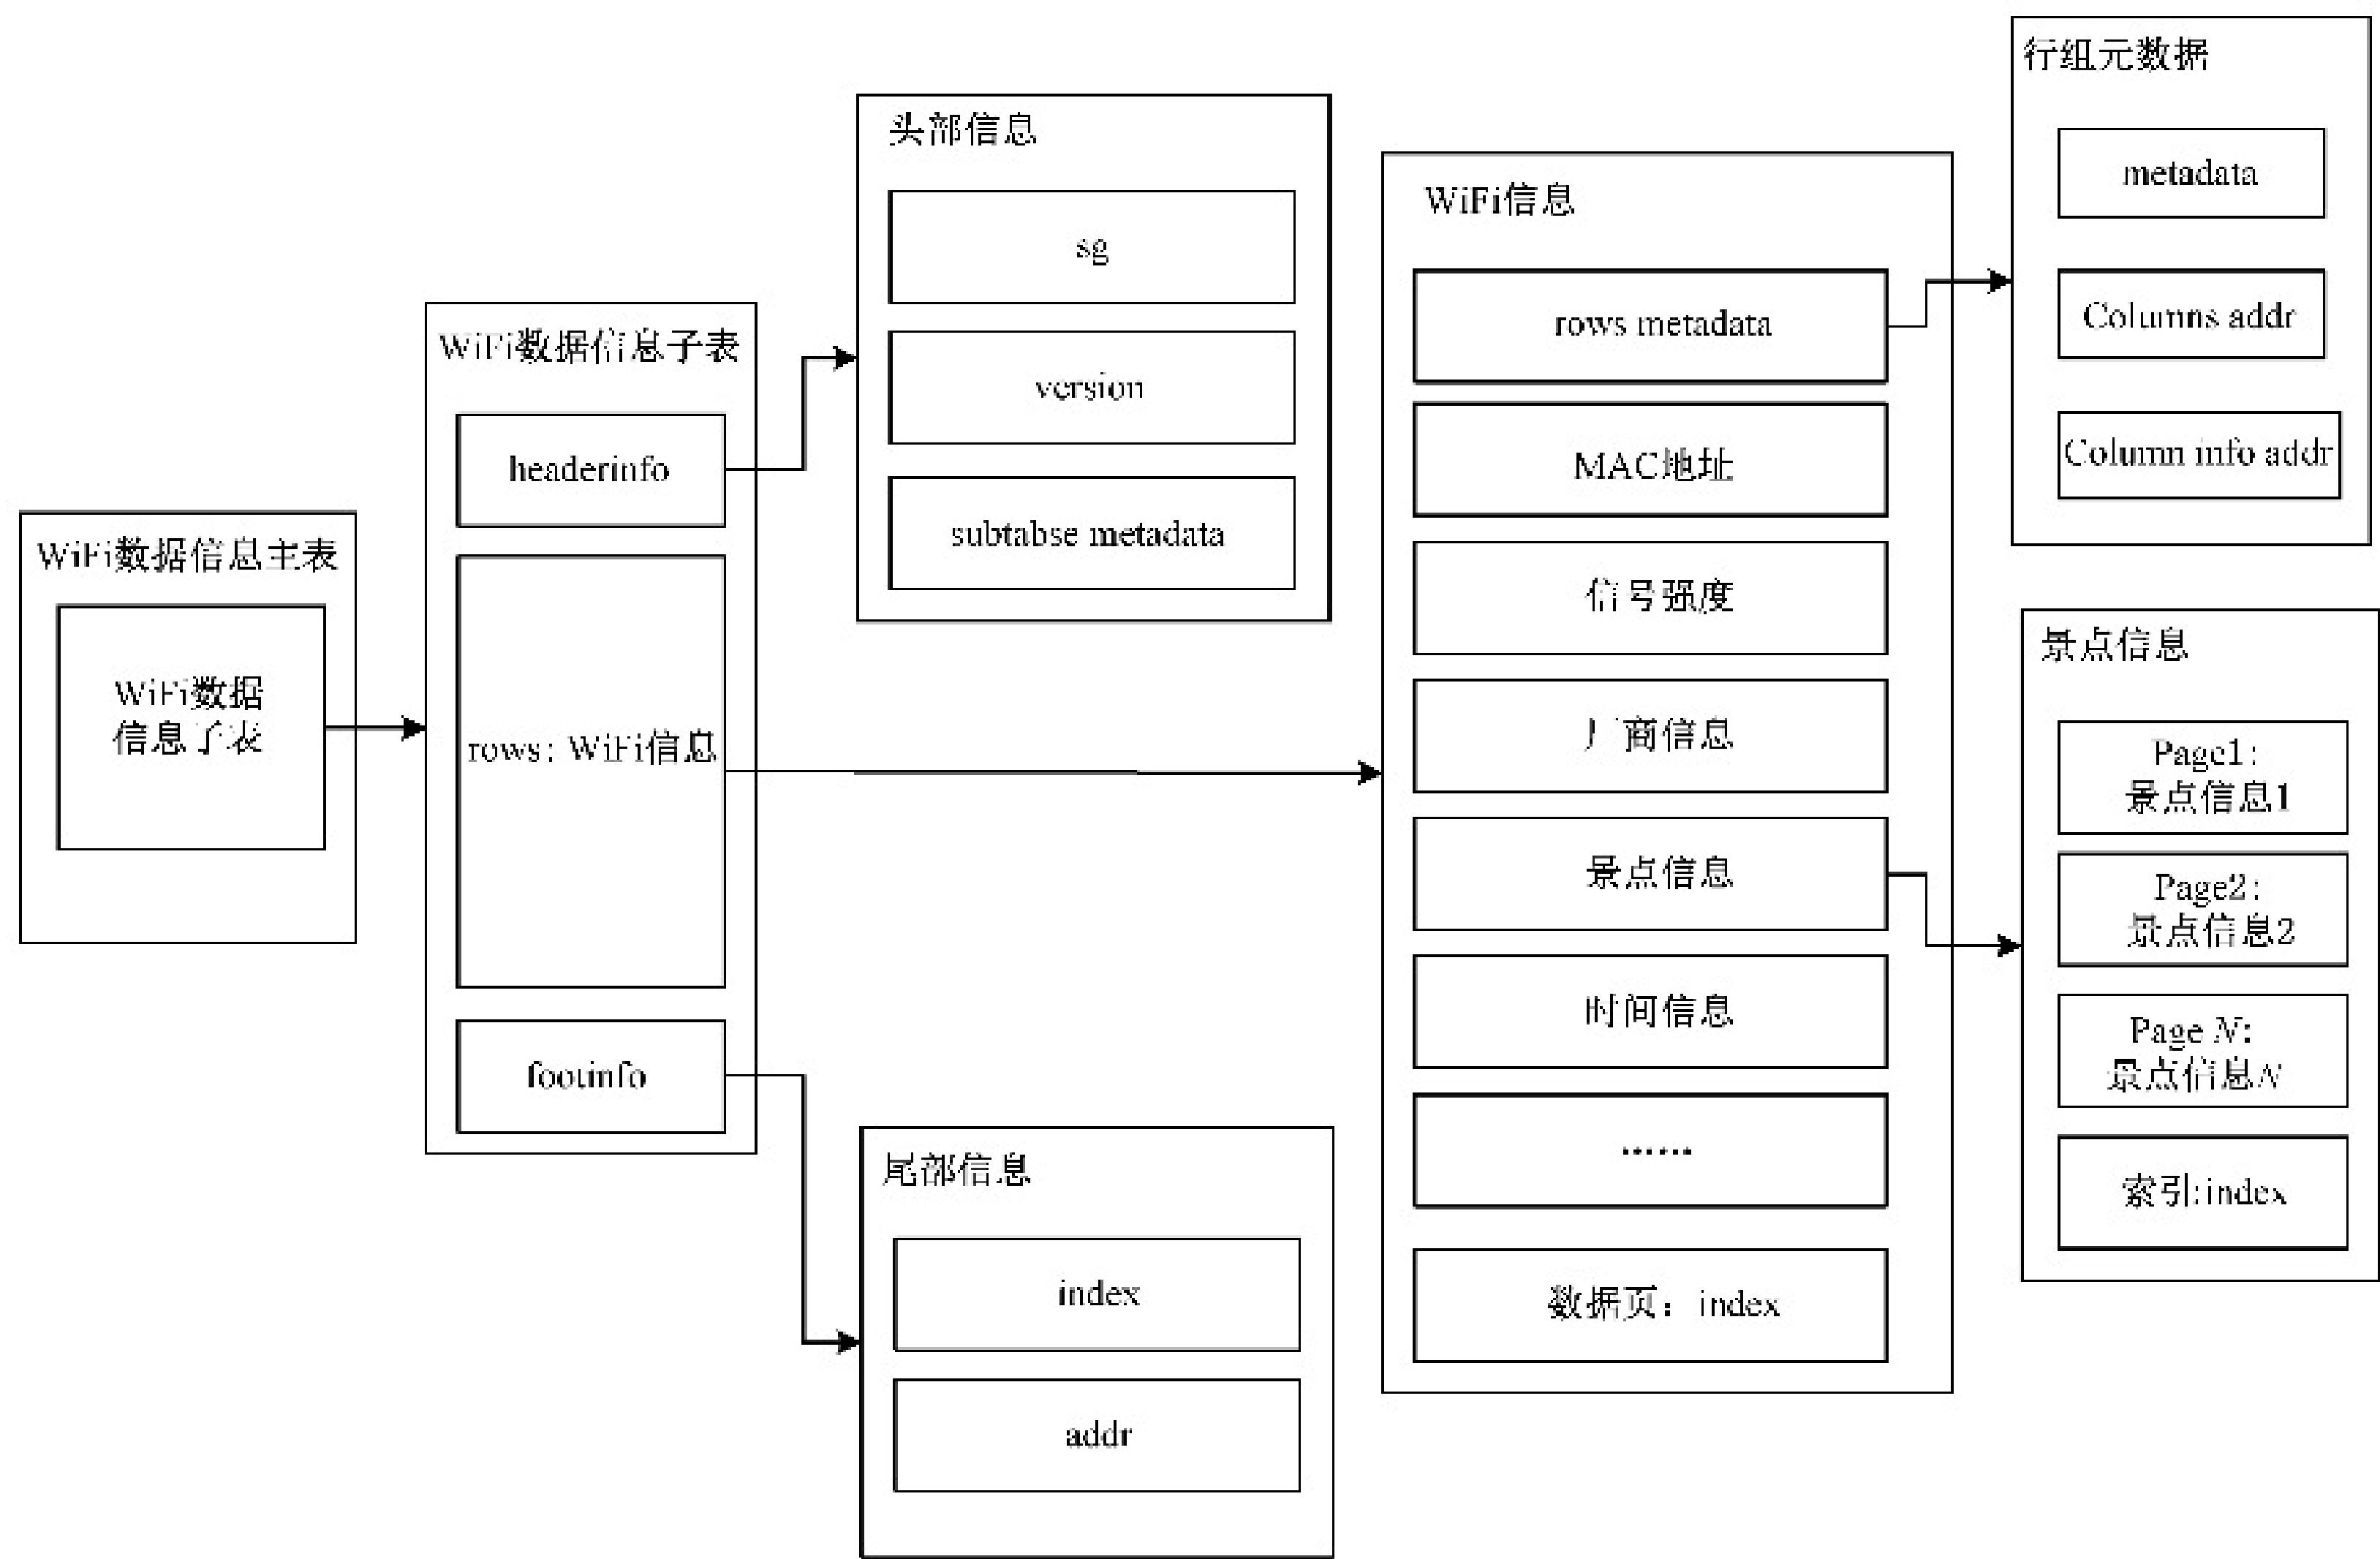 WiFi数据信息主表
WiFi数据
信息子表
WiFi数据信息子表
headerinfo
rows: WiFi信息
footinfo
头部信息
sg
version
subtabse metadata
尾部信息
index
addr
WiFi信息
rows metadata
MAC地址
信号强度
厂商信息
景点信息
时间信息
……
数据页：index
行组元数据
metadata
Columns addr
Column info addr
景点信息
Page1:
景点信息1
Page2:
景点信息2
Page N:
景点信息N
索引:index